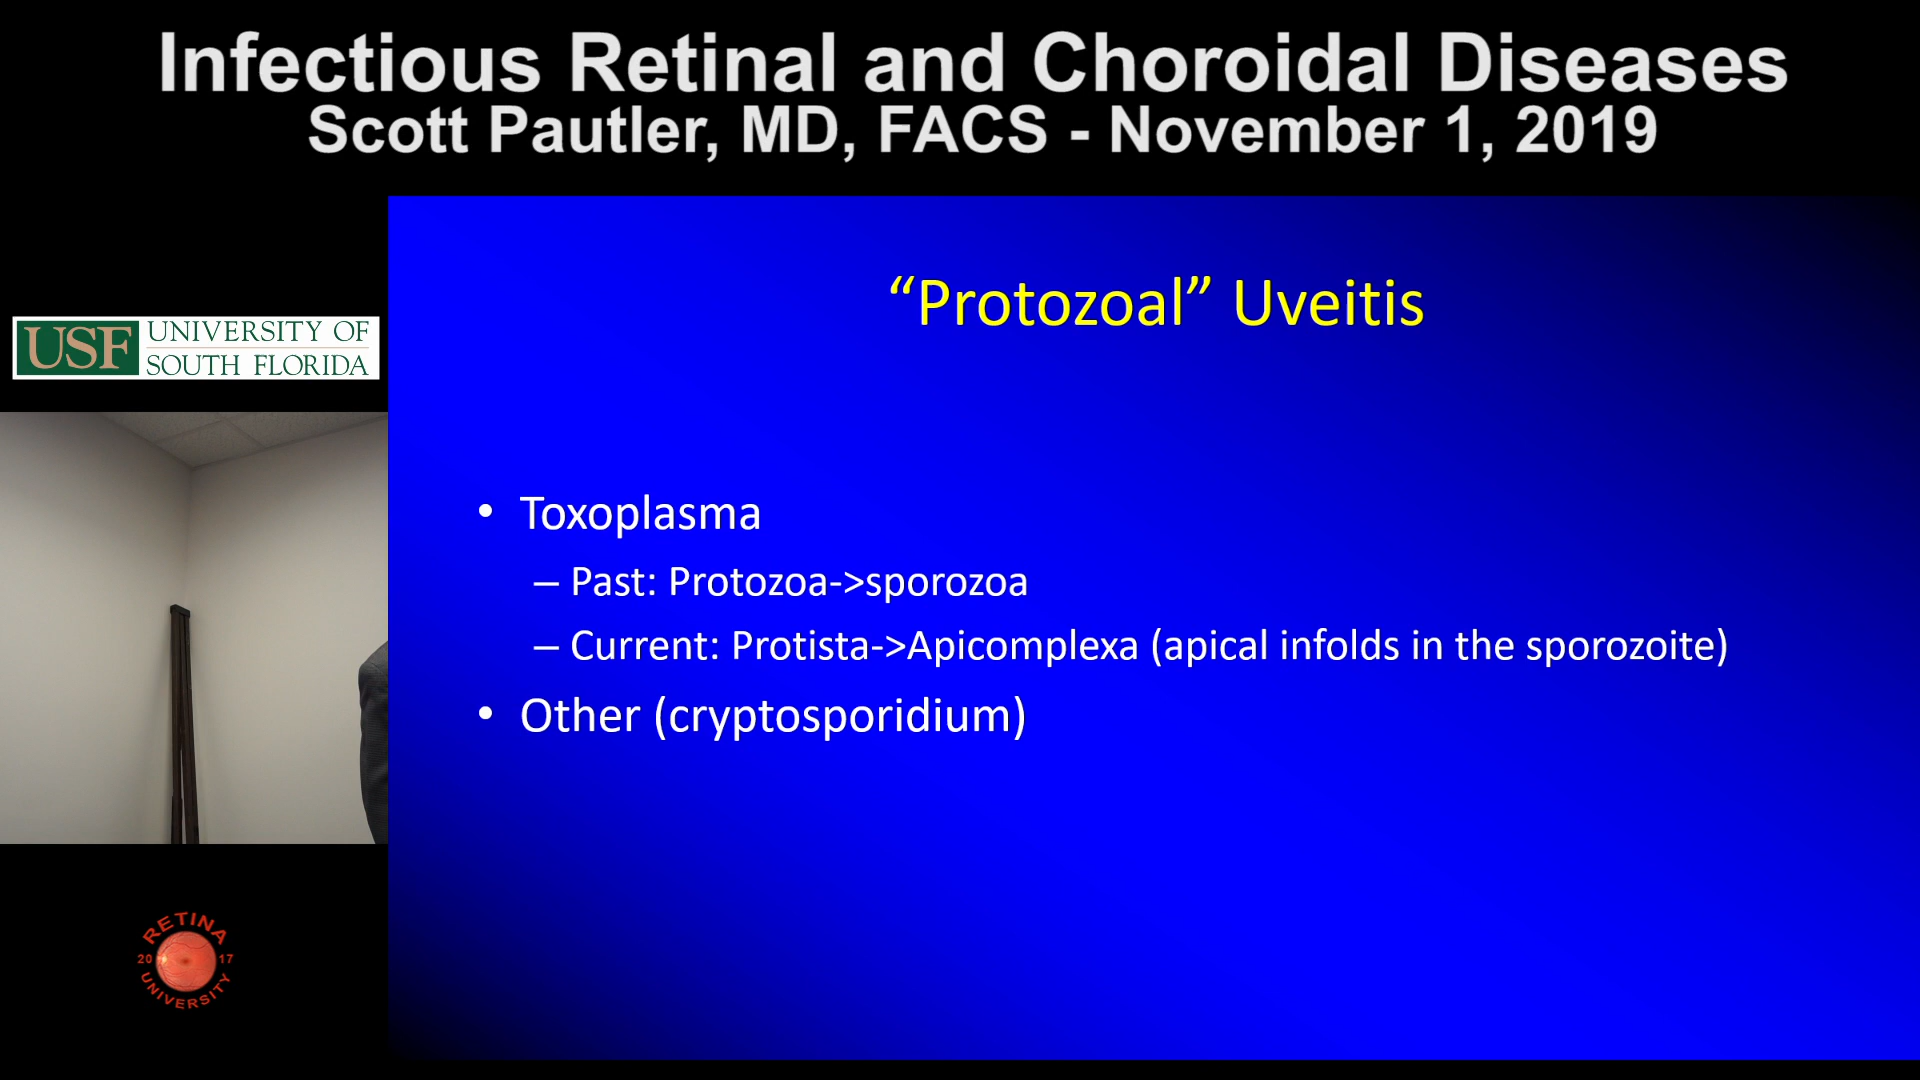 Infectious Retinal and Choroidal Diseases
Scott Pautler, MD, FACS - November 1, 2019
USF UNIVERSITY OF
SOUTH FLORIDA
“Protozoal” Uveitis
• Toxoplasma
– Past: Protozoa->sporozoa
– Current: Protista->Apicomplexa (apical infolds in the sporozoite)
• Other (cryptosporidium)
RETINA
20 17
UNIVERSITY